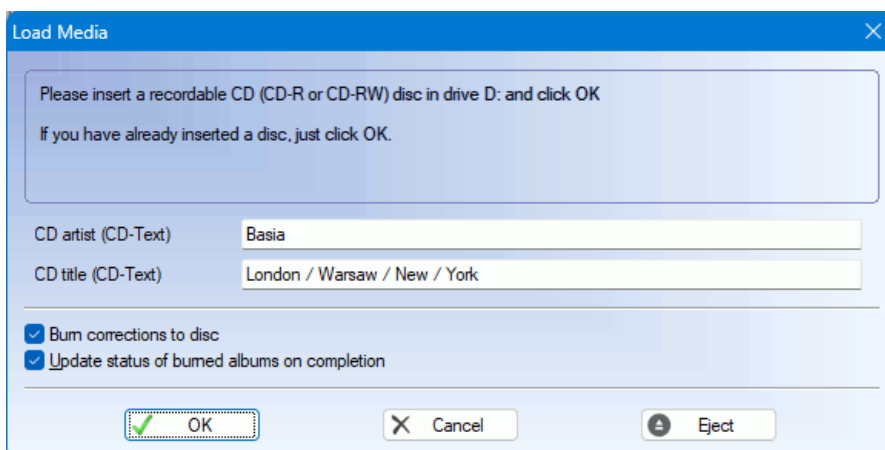 Load Media
Please insert a recordable CD (CD-R or CD-RW) disc in drive D: and click OK
If you have already inserted a disc, just click OK.
CD artist (CD-Text) Basia
CD title (CD-Text) London / Warsaw / New / York
Burn corrections to disc
Update status of burned albums on completion
OK Cancel Eject